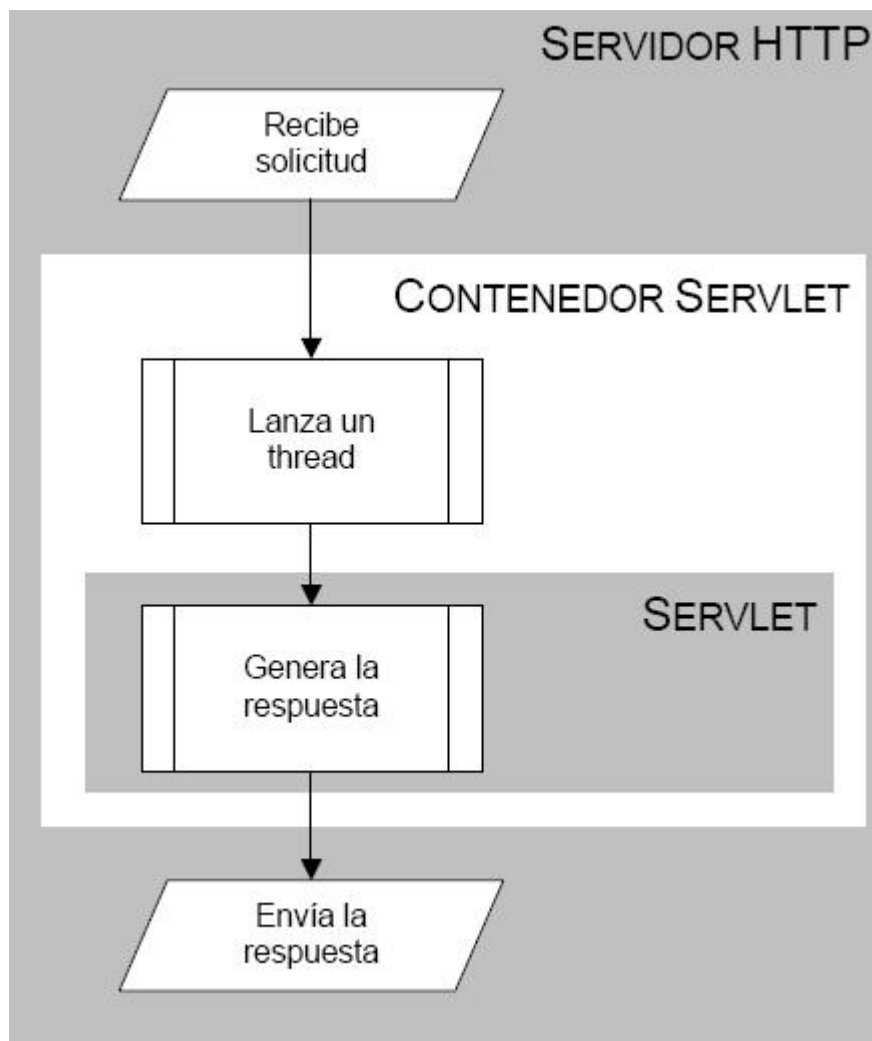 SERVIDOR HTTP
Recibe
solicitud
CONTENEDOR SERVLET
Lanza un
thread
SERVLET
Genera la
respuesta
Envía la
respuesta